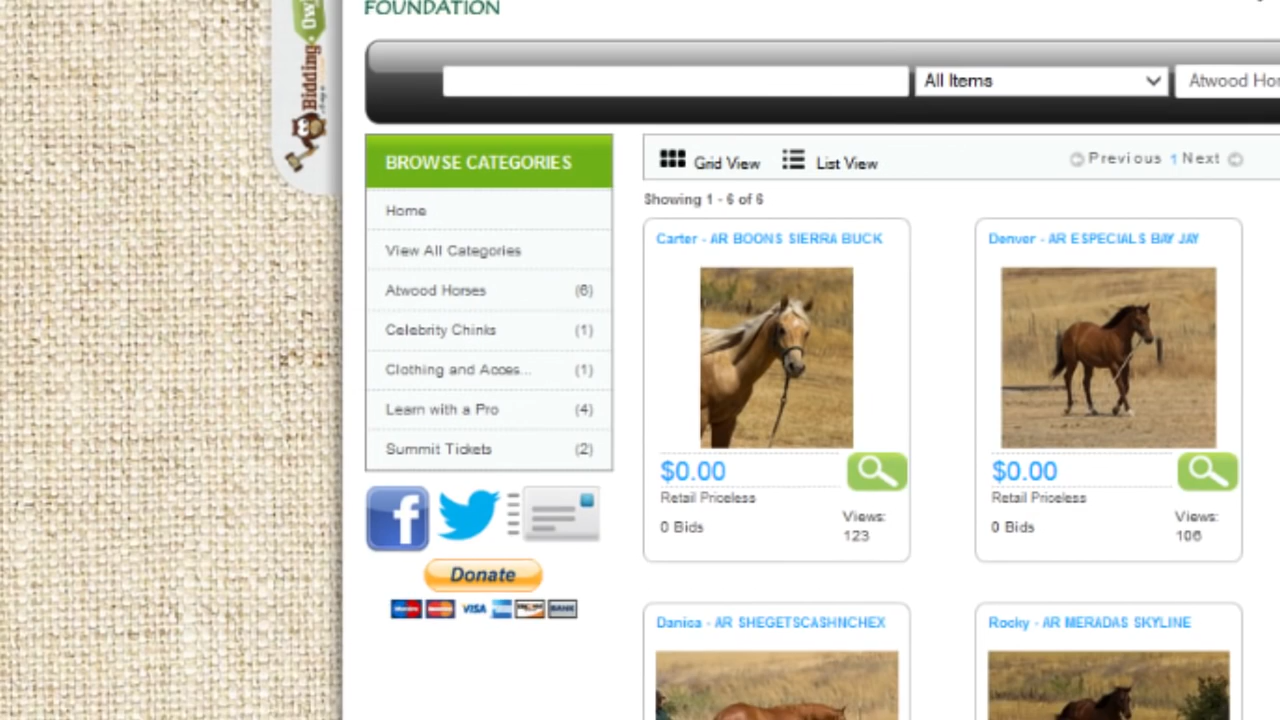 FOUNDATION
Bidding
All Items
Atwood
BROWSE CATEGORIES
Home
View All Categories
Atwood Horses (6)
Celebrity Chinks (1)
Clothing and Acces... (1)
Learn with a Pro (4)
Summit Tickets (2)
Donate
VISA
BANK
Grid View List View Previous 1 Next
Showing 1 - 6 of 6
Carter - AR BOONS SIERRA BUCK
$0.00
Retail Priceless
0 Bids
Views:
123
Denver - AR ESPECIALS BAY JAY
$0.00
Retail Priceless
0 Bids
Views:
106
Danica - AR SHEGETSCASHNCHEX
Rocky - AR MERADAS SKYLINE